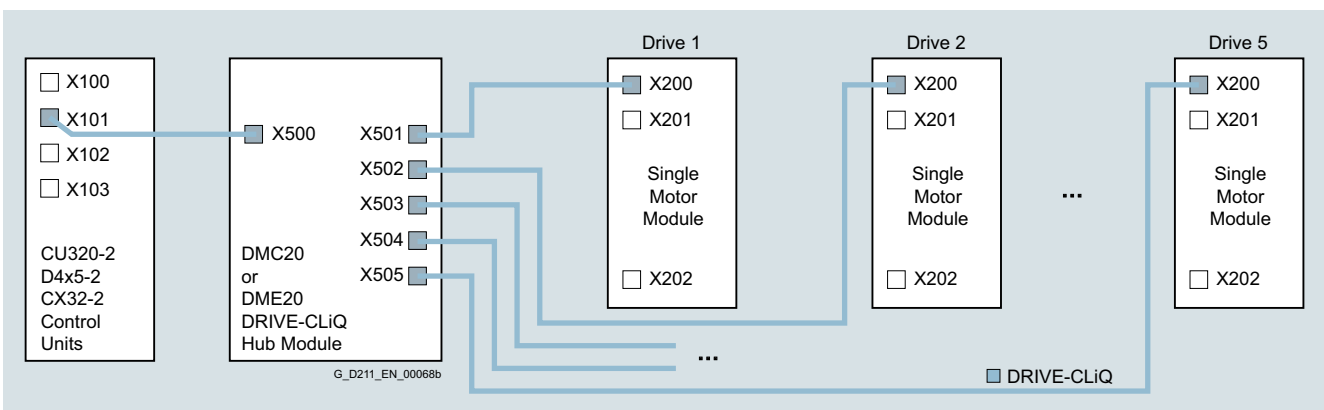 Drive 1
Drive 2
Drive 5
X100
X101
X102
X103
CU320-2
D4x5-2
CX32-2
Control
Units
X500
X501
X502
X503
X504
X505
DMC20
or
DME20
DRIVE-CLiQ
Hub Module
X200
X201
Single
Motor
Module
X202
X200
X201
Single
Motor
Module
X202
...
X200
X201
Single
Motor
Module
X202
...
G_D211_EN_00068b
DRIVE-CLiQ